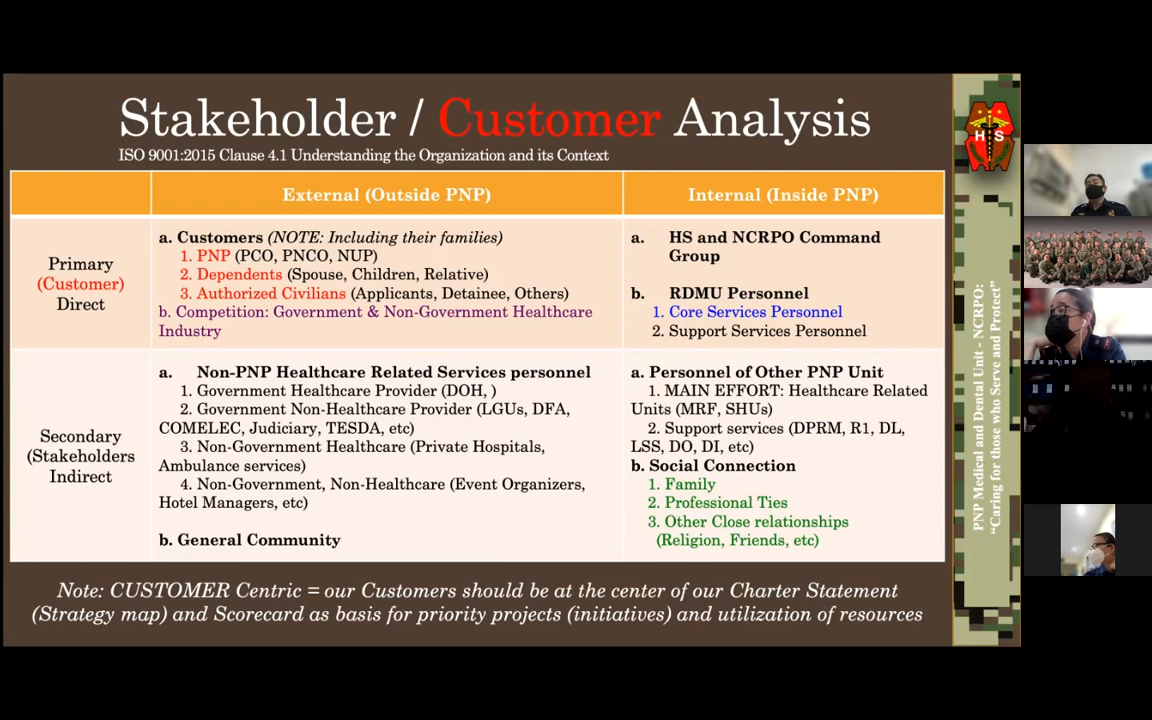 Stakeholder / Customer Analysis
ISO 9001:2015 Clause 4.1 Understanding the Organization and its Context
External (Outside PNP)
Internal (Inside PNP)
Primary
(Customer)
Direct
a. Customers (NOTE: Including their families)
1. PNP (PCO, PNCO, NUP)
2. Dependents (Spouse, Children, Relative)
3. Authorized Civilians (Applicants, Detainee, Others)
b. Competition: Government & Non-Government Healthcare
Industry
a. HS and NCRPO Command
Group
b. RDMU Personnel
1. Core Services Personnel
2. Support Services Personnel
Secondary
(Stakeholders
Indirect
a. Non-PNP Healthcare Related Services personnel
1. Government Healthcare Provider (DOH, )
2. Government Non-Healthcare Provider (LGUs, DFA,
COMELEC, Judiciary, TESDA, etc)
3. Non-Government Healthcare (Private Hospitals,
Ambulance services)
4. Non-Government, Non-Healthcare (Event Organizers,
Hotel Managers, etc)
b. General Community
a. Personnel of Other PNP Unit
1. MAIN EFFORT: Healthcare Related
Units (MRF, SHUs)
2. Support services (DPRM, R1, DL,
LSS, DO, DI, etc)
b. Social Connection
1. Family
2. Professional Ties
3. Other Close relationships
(Religion, Friends, etc)
Note: CUSTOMER Centric = our Customers should be at the center of our Charter Statement
(Strategy map) and Scorecard as basis for priority projects (initiatives) and utilization of resources
H S
PNP Medical and Dental Unit - NCRPO:
"Caring for those who Serve and Protect"